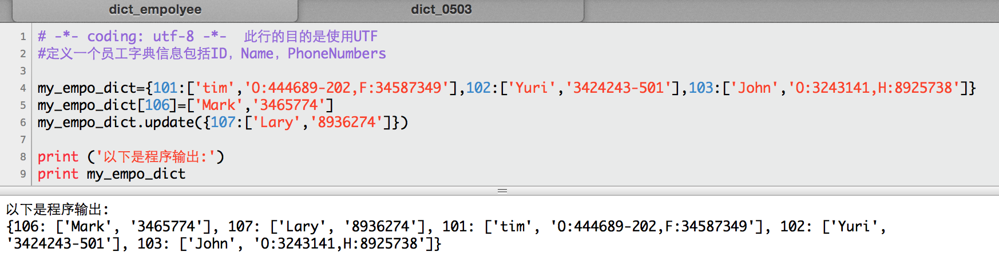 dict_empolyee dict_0503
1 # -*- coding: utf-8 -*-  此行的目的是使用UTF
2 #定义一个员工字典信息包括ID，Name，PhoneNumbers
3
4 my_empo_dict={101:['tim','O:444689-202,F:34587349'],102:['Yuri','3424243-501'],103:['John','O:3243141,H:8925738']}
5 my_empo_dict[106]=['Mark','3465774']
6 my_empo_dict.update({107:['Lary','8936274']})
7
8 print ('以下是程序输出:')
9 print my_empo_dict
以下是程序输出:
{106: ['Mark', '3465774'], 107: ['Lary', '8936274'], 101: ['tim', 'O:444689-202,F:34587349'], 102: ['Yuri',
'3424243-501'], 103: ['John', 'O:3243141,H:8925738']}